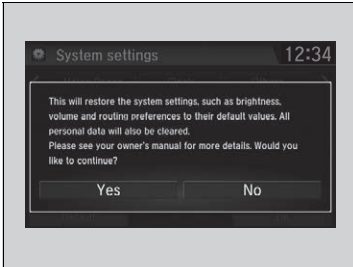 System settings
12:34
This will restore the system settings, such as brightness,
volume and routing preferences to their default values. All
personal data will also be cleared.
Please see your owner's manual for more details. Would you
like to continue?
Yes
No